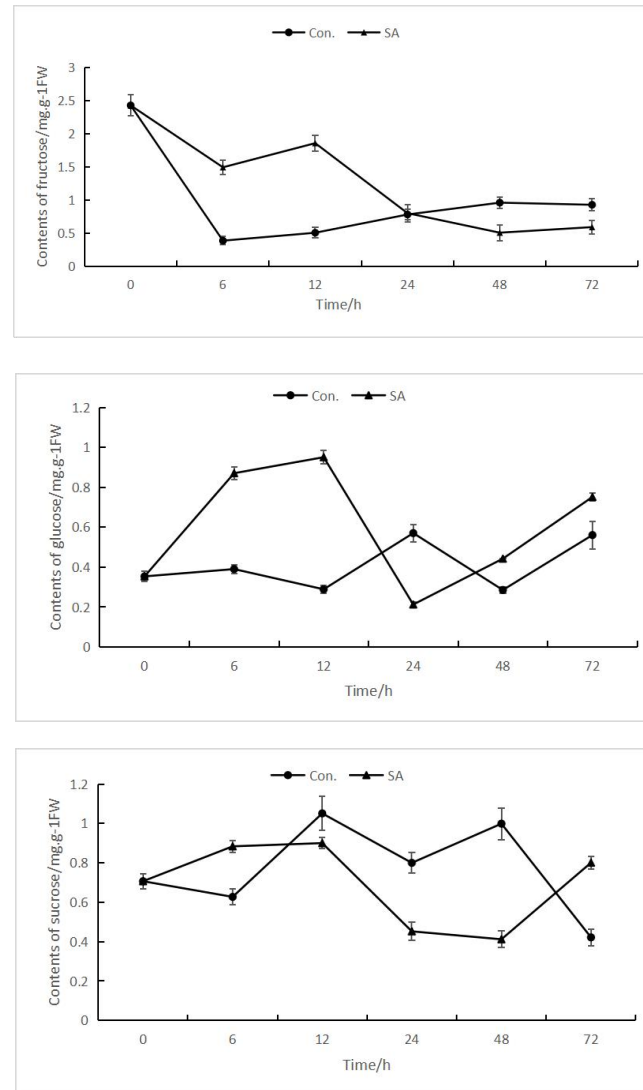 Con. SA
Contents of fructose/mg.g-1FW
3
2.5
2
1.5
1
0.5
0
0 6 12 24 48 72
Time/h
Con. SA
Contents of glucose/mg.g-1FW
1.2
1
0.8
0.6
0.4
0.2
0
0 6 12 24 48 72
Time/h
Con. SA
Contents of sucrose/mg.g-1FW
1.2
1
0.8
0.6
0.4
0.2
0
0 6 12 24 48 72
Time/h